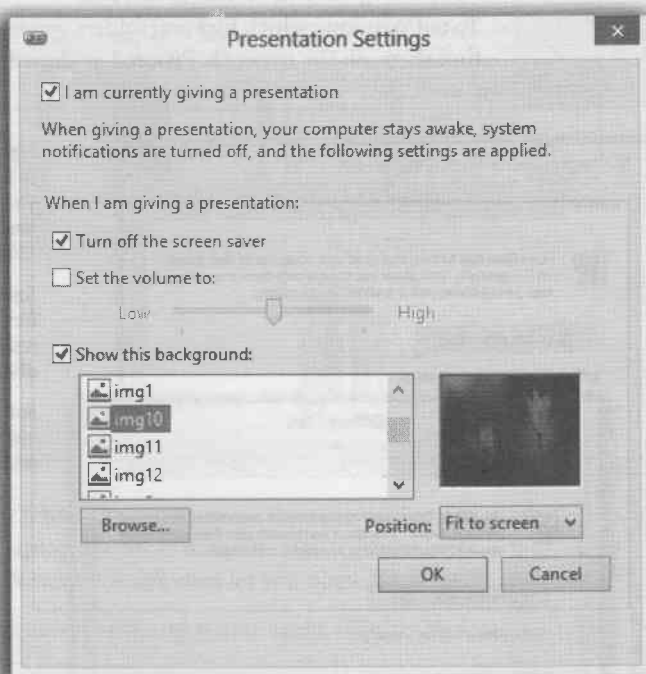 Presentation Settings
I am currently giving a presentation
When giving a presentation, your computer stays awake, system
notifications are turned off, and the following settings are applied.
When I am giving a presentation:
Turn off the screen saver
Set the volume to:
Low High
Show this background:
img1
img10
img11
img12
Browse...
Position: Fit to screen
OK Cancel